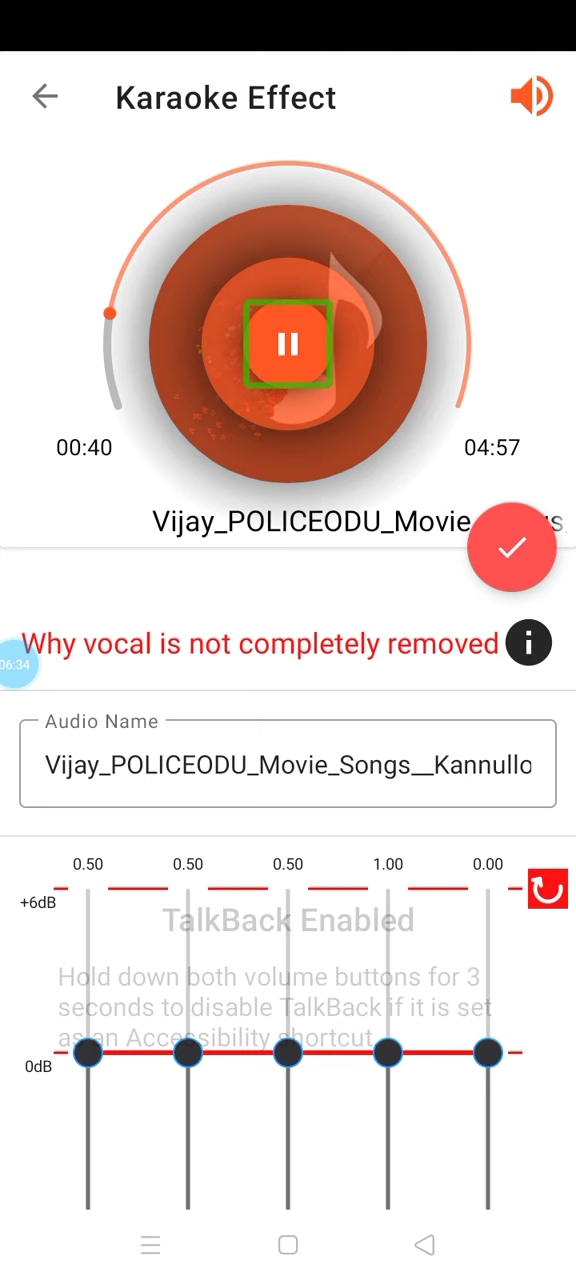 Karaoke Effect
00:40
04:57
Vijay_POLICEODU_Movie
s
Why vocal is not completely removed
06:34
Audio Name
Vijay_POLICEODU_Movie_Songs__Kannullo
0.50 0.50 0.50 1.00 0.00
+6dB
TalkBack Enabled
Hold down both volume buttons for 3
seconds to disable TalkBack if it is set
as an Accessibility shortcut
0dB